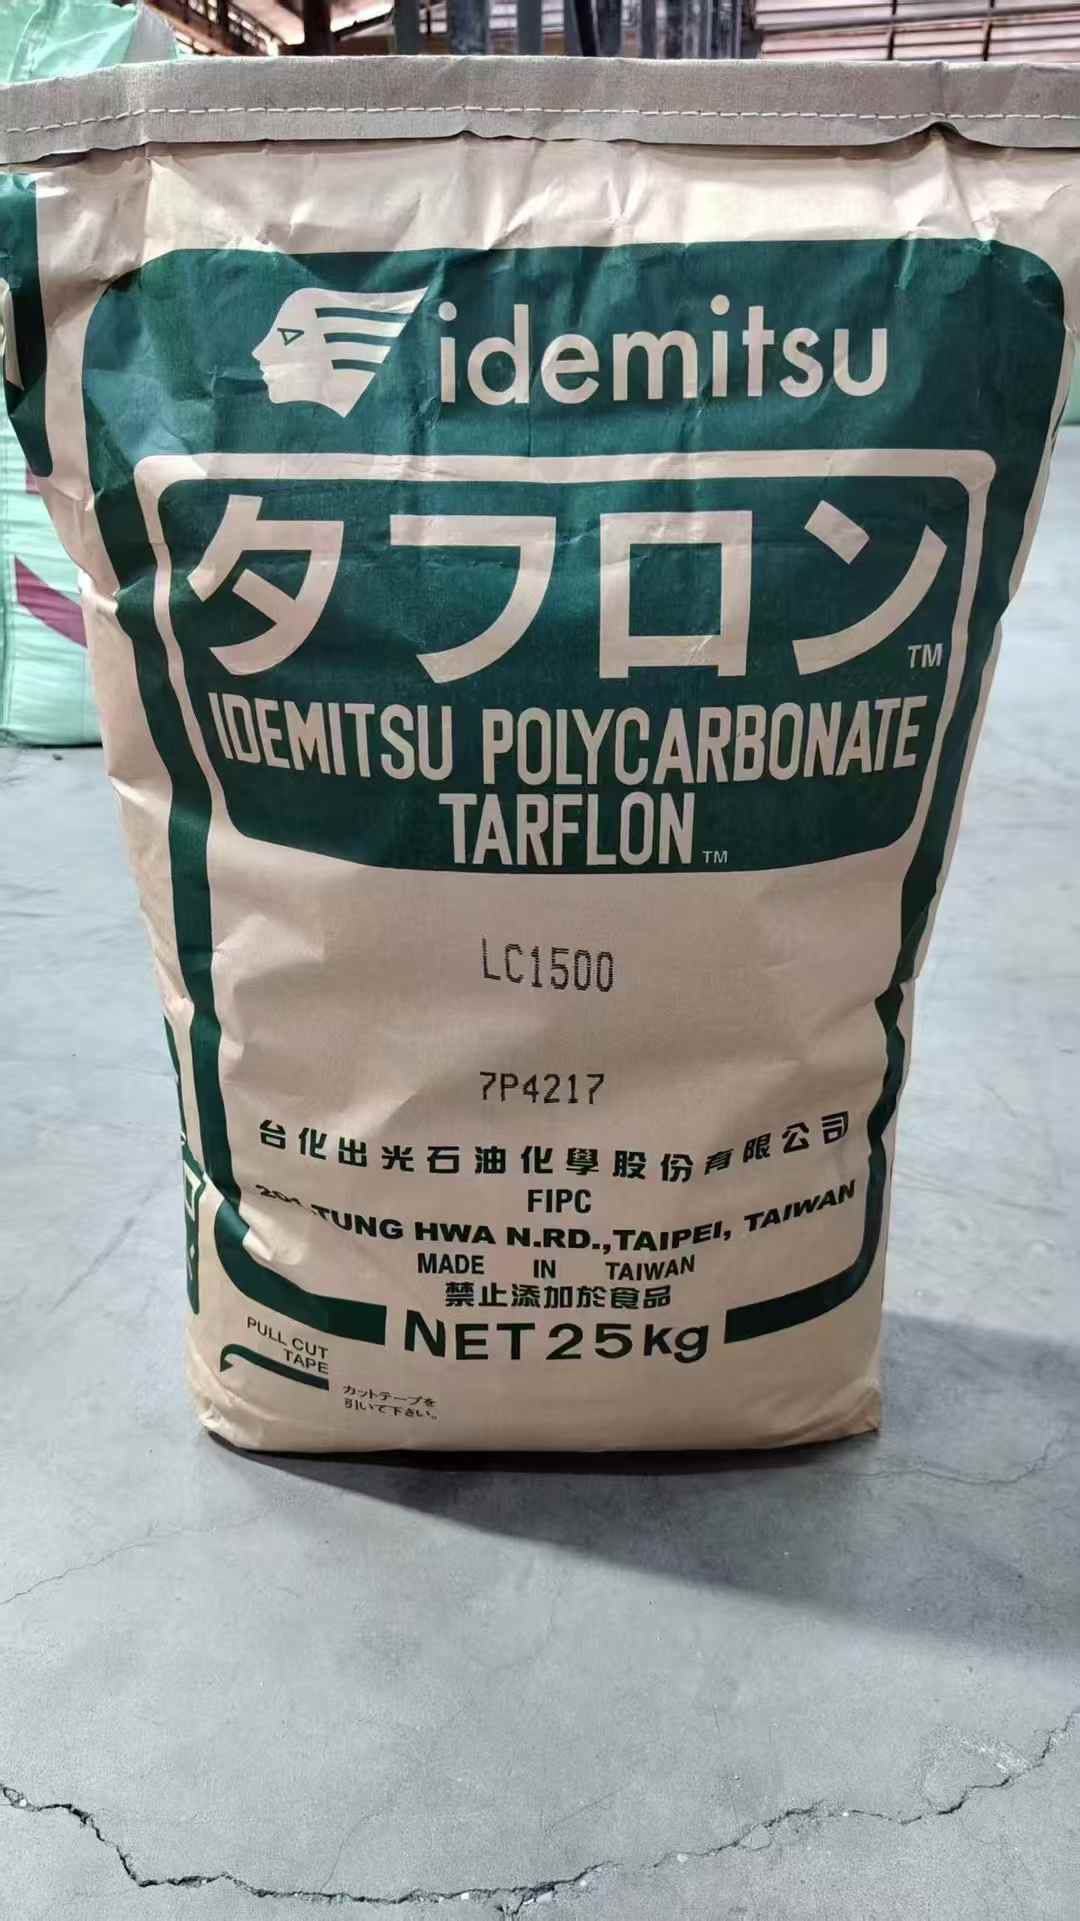 idemitsu
タフロン TM
IDEMITSU POLYCARBONATE
TARFLON TM
LC1500
7P4217
台化出光石油化學股份有限公司
FIPC
TUNG HWA N.RD.,TAIPEI, TAIWAN
MADE IN TAIWAN
禁止添加於食品
NET 25kg
PULL CUT
TAPE
カットテープを
引いて下さい。